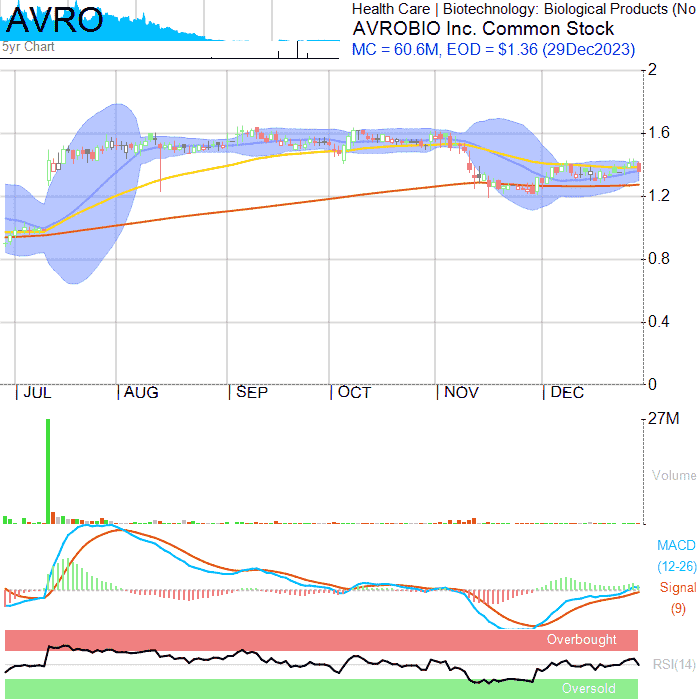 AVRO
5yr Chart
Health Care | Biotechnology: Biological Products (No
AVROBIO Inc. Common Stock
MC = 60.6M, EOD = $1.36 (29Dec2023)
2
1.6
1.2
0.8
0.4
0
JUL AUG SEP OCT NOV DEC
27M
Volume
MACD
(12-26)
Signal
(9)
Overbought
RSI(14)
Oversold